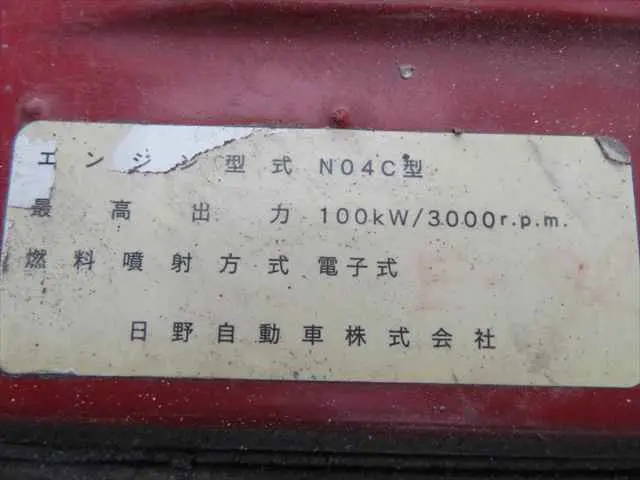 エンジン型式 N04C型
最高出力 100kW/3000r.p.m.
燃料噴射方式 電子式
日野自動車株式会社